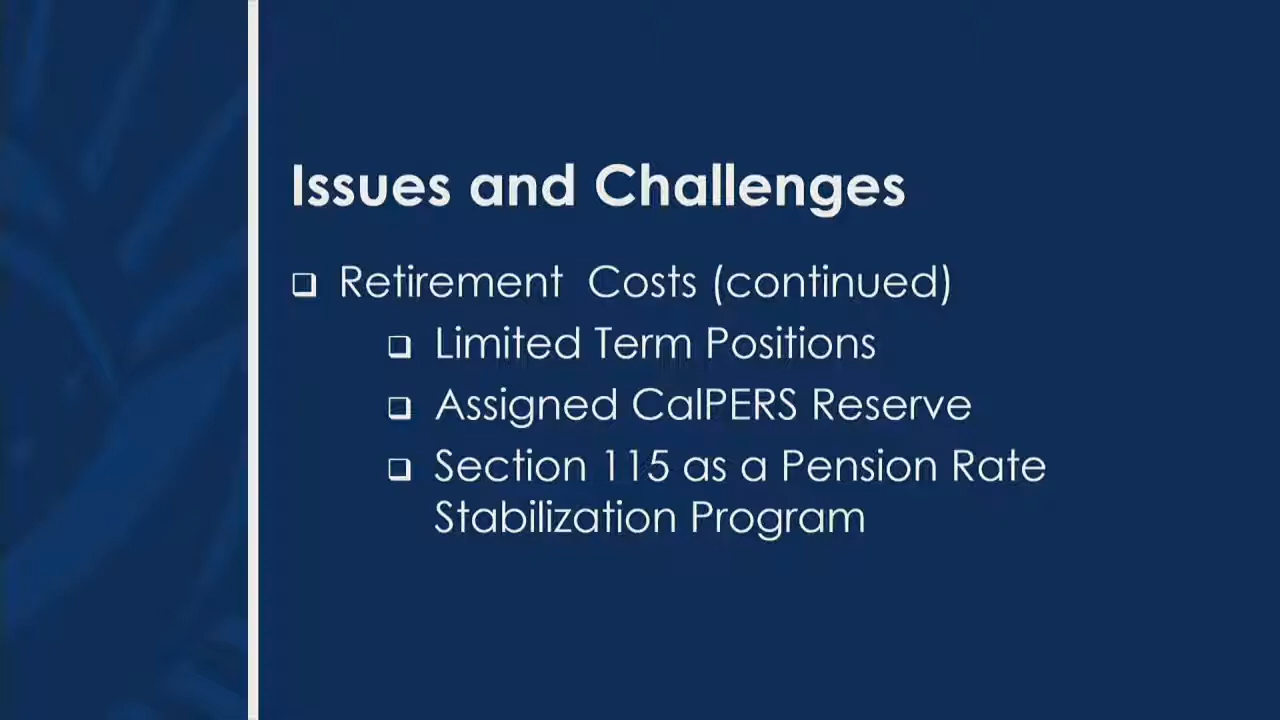 Issues and Challenges
Retirement Costs (continued)
Limited Term Positions
Assigned CalPERS Reserve
Section 115 as a Pension Rate
Stabilization Program